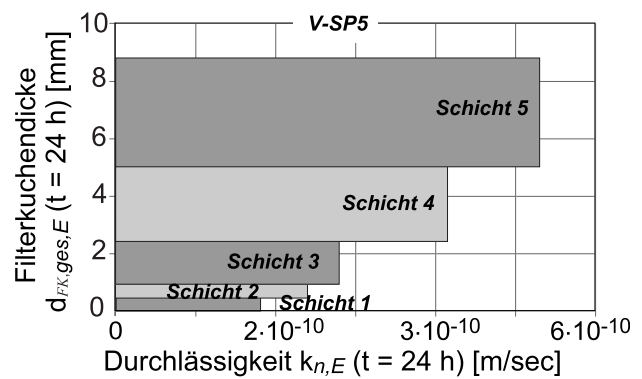 V-SP5
Filterkuchendicke
d_FK,ges,E (t = 24 h) [mm]
10
8
6
4
2
0
Schicht 5
Schicht 4
Schicht 3
Schicht 2
Schicht 1
0 2·10⁻¹⁰ 3·10⁻¹⁰ 6·10⁻¹⁰
Durchlässigkeit k_n,E (t = 24 h) [m/sec]